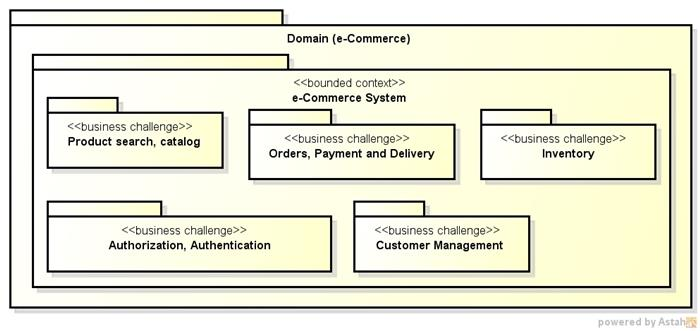 Domain (e-Commerce)
<<bounded context>>
e-Commerce System
<<business challenge>>
Product search, catalog
<<business challenge>>
Orders, Payment and Delivery
<<business challenge>>
Inventory
<<business challenge>>
Authorization, Authentication
<<business challenge>>
Customer Management
powered by Astah